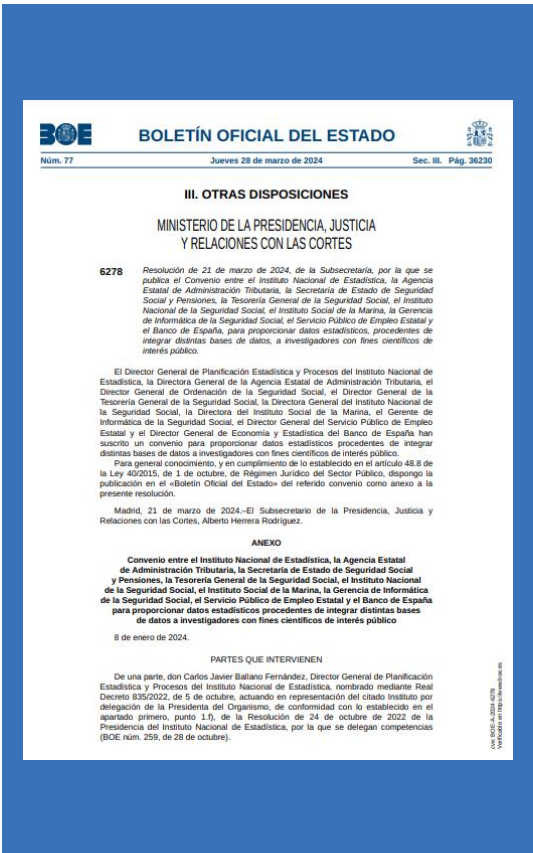 BOE
BOLETÍN OFICIAL DEL ESTADO
Núm. 77
Jueves 28 de marzo de 2024
Sec. III. Pág. 36230
III. OTRAS DISPOSICIONES
MINISTERIO DE LA PRESIDENCIA, JUSTICIA
Y RELACIONES CON LAS CORTES
6278
Resolución de 21 de marzo de 2024, de la Subsecretaría, por la que se
publica el Convenio entre el Instituto Nacional de Estadística, la Agencia
Estatal de Administración Tributaria, la Secretaría de Estado de Seguridad
Social y Pensiones, la Tesorería General de la Seguridad Social, el Instituto
Nacional de la Seguridad Social, el Instituto Social de la Marina, la Gerencia
de Informática de la Seguridad Social, el Servicio Público de Empleo Estatal y
el Banco de España, para proporcionar datos estadísticos, procedentes de
integrar distintas bases de datos, a investigadores con fines científicos de
interés público.
El Director General de Planificación Estadística y Procesos del Instituto Nacional de
Estadística, la Directora General de la Agencia Estatal de Administración Tributaria, el
Director General de Ordenación de la Seguridad Social, el Director General de la
Tesorería General de la Seguridad Social, la Directora General del Instituto Nacional de
la Seguridad Social, la Directora del Instituto Social de la Marina, el Gerente de
Informática de la Seguridad Social, el Director General del Servicio Público de Empleo
Estatal y el Director General de Economía y Estadística del Banco de España han
suscrito un convenio para proporcionar datos estadísticos procedentes de integrar
distintas bases de datos a investigadores con fines científicos de interés público.
Para general conocimiento, y en cumplimiento de lo establecido en el artículo 48.8 de
la Ley 40/2015, de 1 de octubre, de Régimen Jurídico del Sector Público, dispongo la
publicación en el «Boletín Oficial del Estado» del referido convenio como anexo a la
presente resolución.
Madrid, 21 de marzo de 2024.–El Subsecretario de la Presidencia, Justicia y
Relaciones con las Cortes, Alberto Herrera Rodríguez.
ANEXO
Convenio entre el Instituto Nacional de Estadística, la Agencia Estatal
de Administración Tributaria, la Secretaría de Estado de Seguridad Social
y Pensiones, la Tesorería General de la Seguridad Social, el Instituto Nacional
de la Seguridad Social, el Instituto Social de la Marina, la Gerencia de Informática
de la Seguridad Social, el Servicio Público de Empleo Estatal y el Banco de España
para proporcionar datos estadísticos procedentes de integrar distintas bases
de datos a investigadores con fines científicos de interés público
8 de enero de 2024.
PARTES QUE INTERVIENEN
De una parte, don Carlos Javier Ballano Fernández, Director General de Planificación
Estadística y Procesos del Instituto Nacional de Estadística, nombrado mediante Real
Decreto 835/2022, de 5 de octubre, actuando en representación del citado Instituto por
delegación de la Presidenta del Organismo, de conformidad con lo establecido en el
apartado primero, punto 1.f), de la Resolución de 24 de octubre de 2022 de la
Presidencia del Instituto Nacional de Estadística, por la que se delegan competencias
(BOE núm. 259, de 28 de octubre).
cve: BOE-A-2024-6278
Verificable en https://www.boe.es